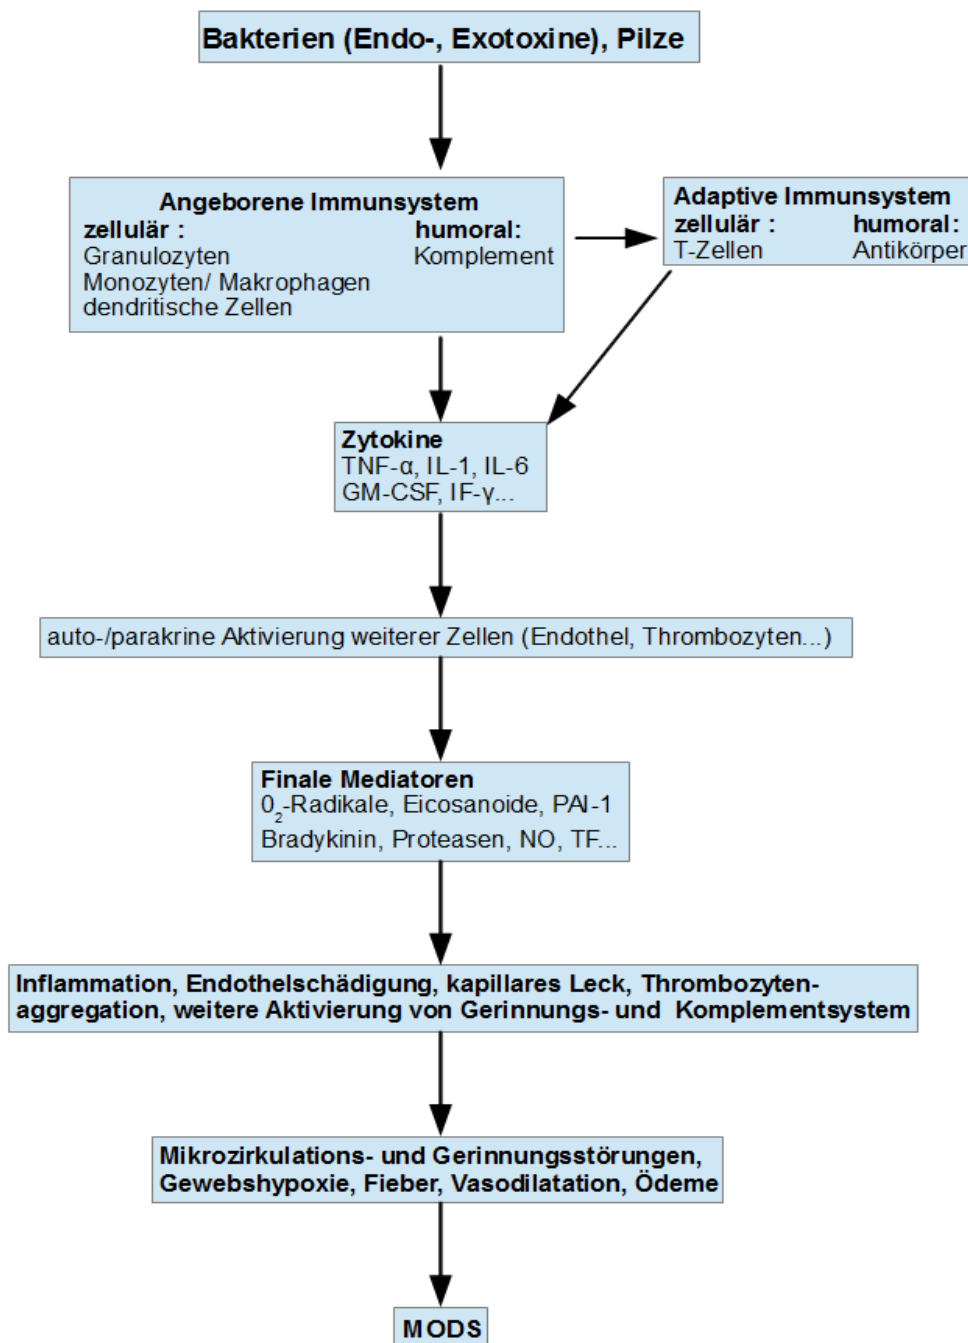 Bakterien (Endo-, Exotoxine), Pilze
Angeborene Immunsystem
zellulär : humoral:
Granulozyten Komplement
Monozyten/ Makrophagen
dendritische Zellen
Adaptive Immunsystem
zellulär : humoral:
T-Zellen Antikörper
Zytokine
TNF-α, IL-1, IL-6
GM-CSF, IF-γ...
auto-/parakrine Aktivierung weiterer Zellen (Endothel, Thrombozyten...)
Finale Mediatoren
0₂-Radikale, Eicosanoide, PAI-1
Bradykinin, Proteasen, NO, TF...
Inflammation, Endothelschädigung, kapillares Leck, Thrombozyten-
aggregation, weitere Aktivierung von Gerinnungs- und Komplementsystem
Mikrozirkulations- und Gerinnungsstörungen,
Gewebshypoxie, Fieber, Vasodilatation, Ödeme
MODS